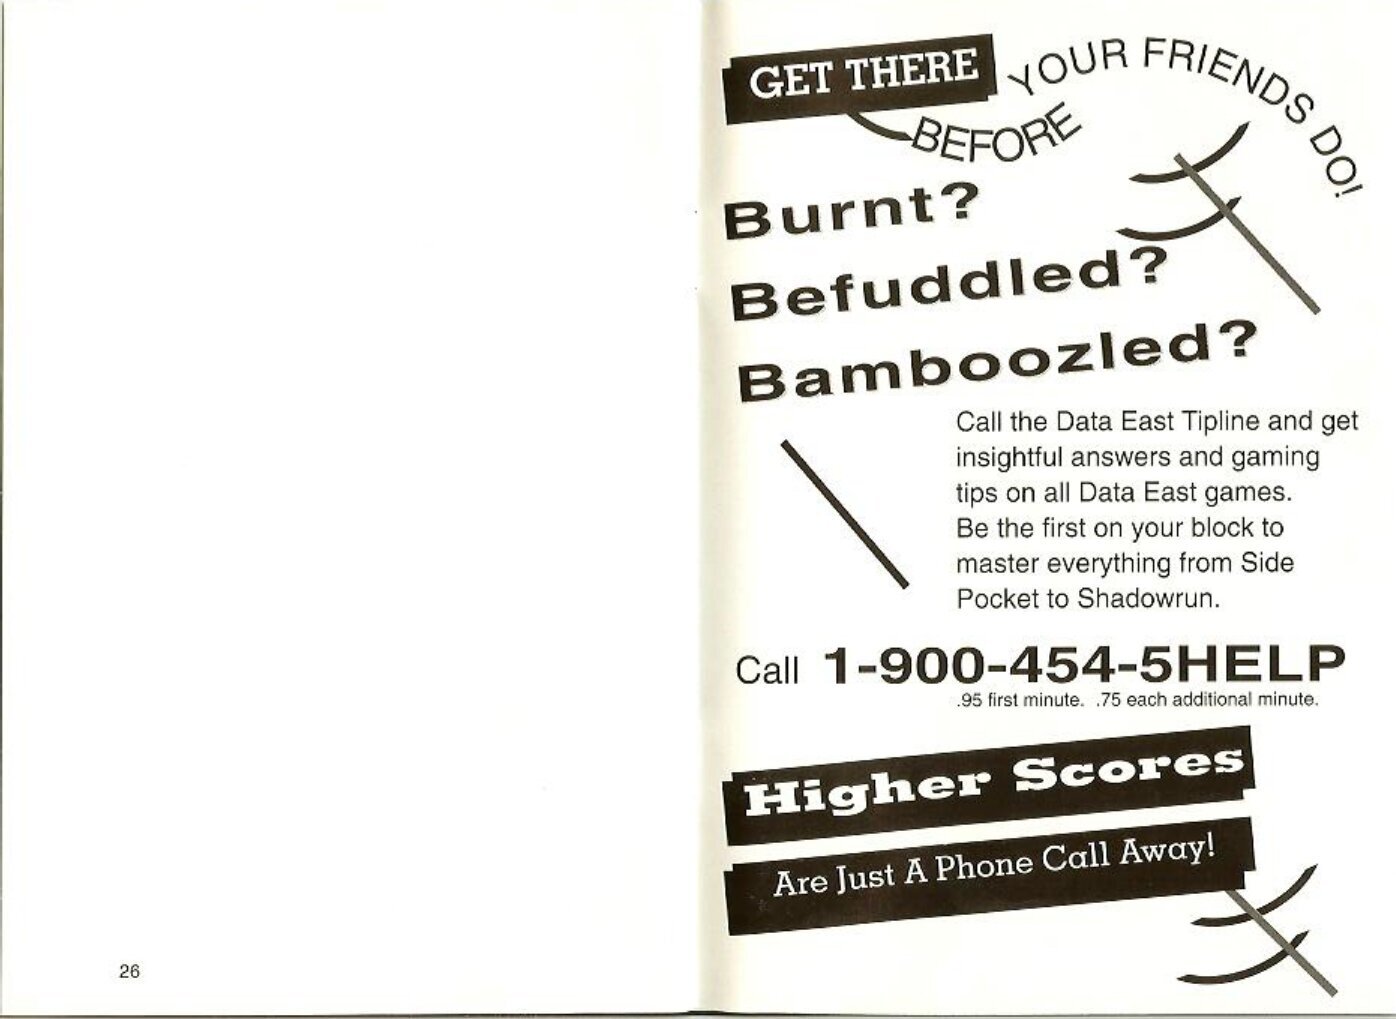 26
GET THERE
BEFORE
YOUR FRIENDS DO!
Burnt?
Befuddled?
Bamboozled?
Call the Data East Tipline and get
insightful answers and gaming
tips on all Data East games.
Be the first on your block to
master everything from Side
Pocket to Shadowrun.
Call 1-900-454-5HELP
.95 first minute. .75 each additional minute.
Higher Scores
Are Just A Phone Call Away!